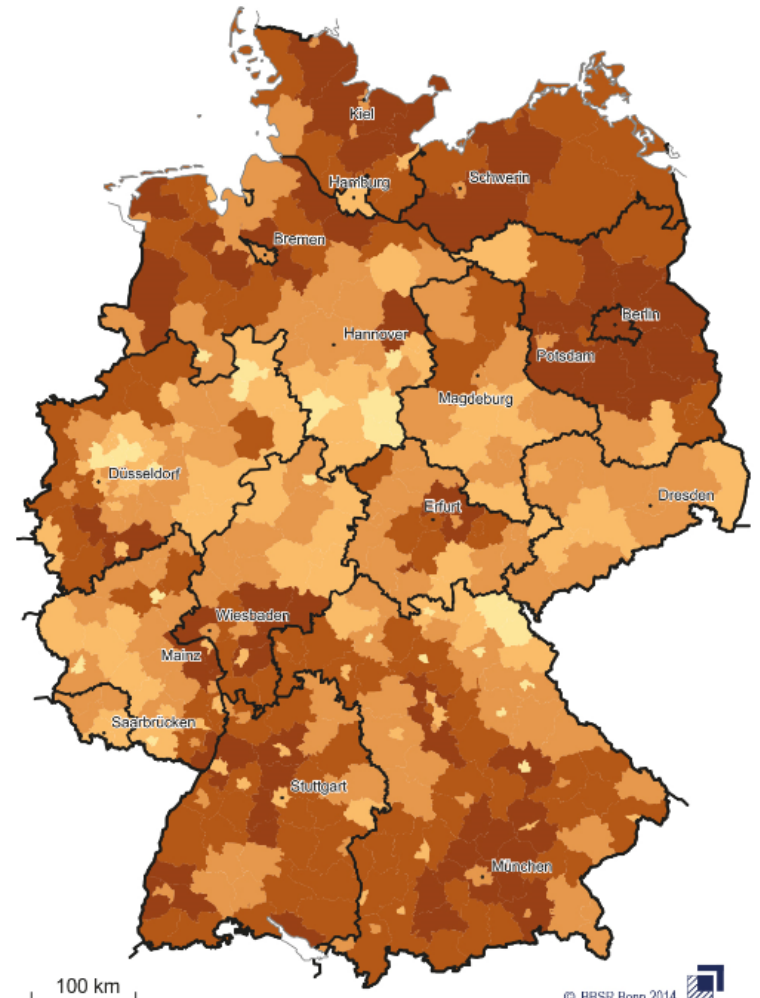 Kiel
Schwerin
Hamburg
Bremen
Berlin
Hannover
Potsdam
Magdeburg
Düsseldorf
Dresden
Erfurt
Wiesbaden
Mainz
Saarbrücken
Stuttgart
München
100 km
© BBSR Bonn 2014